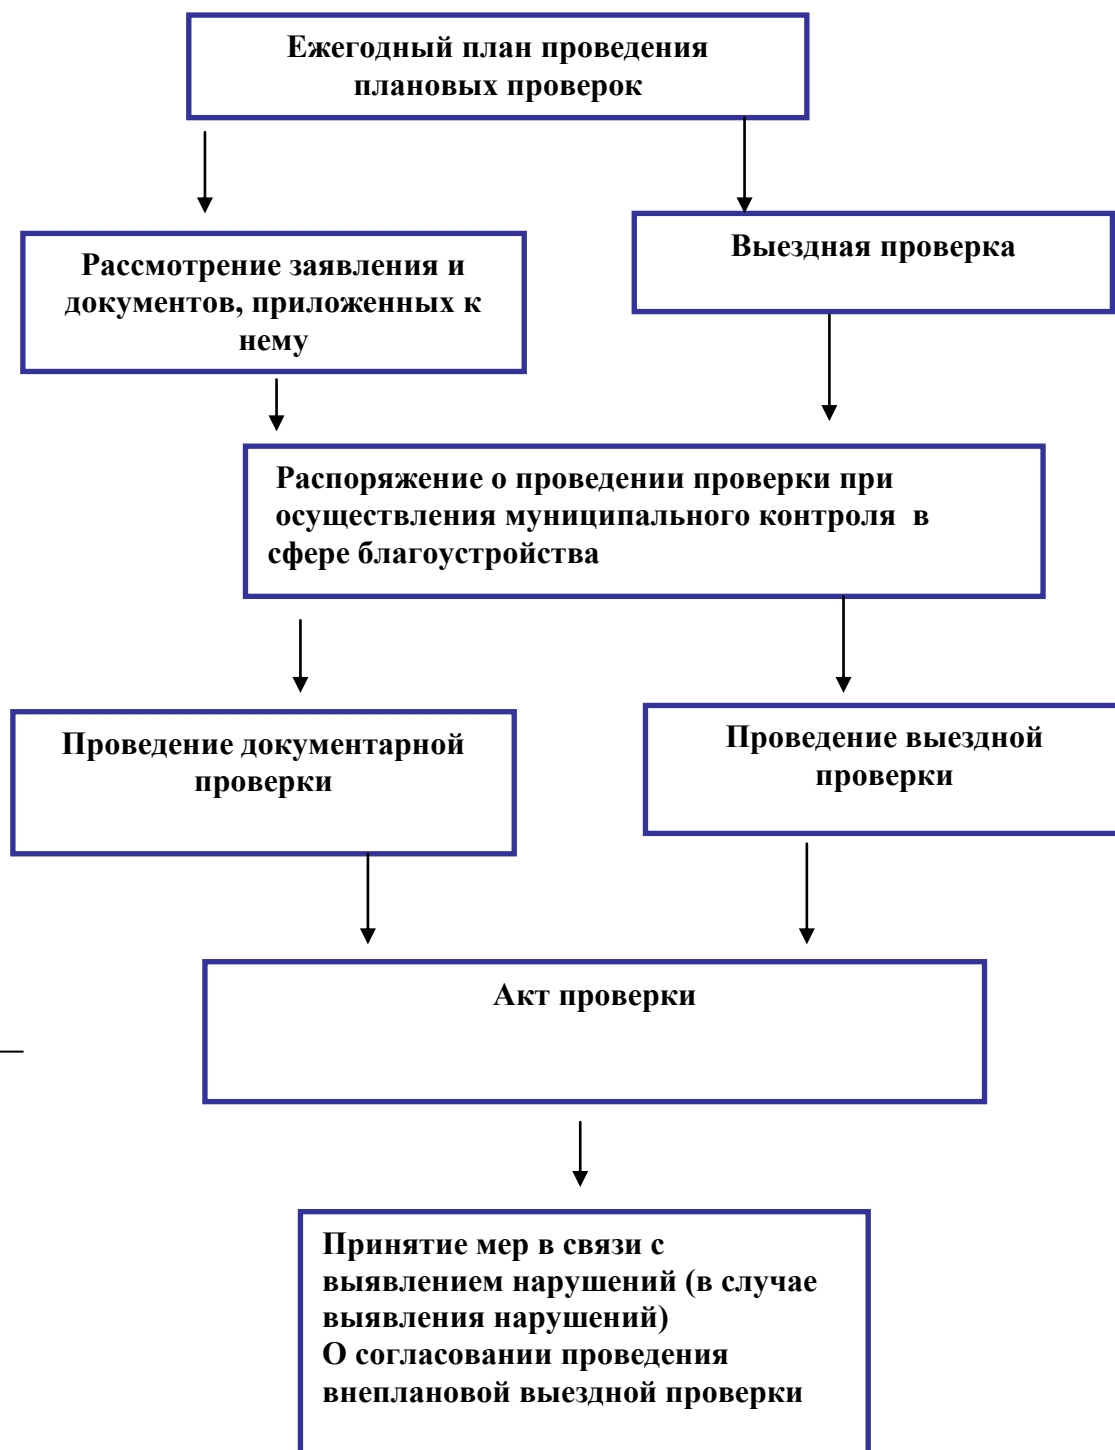 Ежегодный план проведения
плановых проверок
Рассмотрение заявления и
документов, приложенных к
нему
Выездная проверка
Распоряжение о проведении проверки при
осуществления муниципального контроля в
сфере благоустройства
Проведение документарной
проверки
Проведение выездной
проверки
Акт проверки
Принятие мер в связи с
выявлением нарушений (в случае
выявления нарушений)
О согласовании проведения
внеплановой выездной проверки